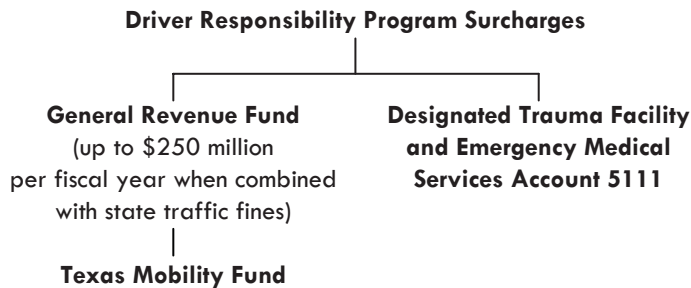 Driver Responsibility Program Surcharges
General Revenue Fund
(up to $250 million
per fiscal year when combined
with state traffic fines)
Texas Mobility Fund
Designated Trauma Facility
and Emergency Medical
Services Account 5111